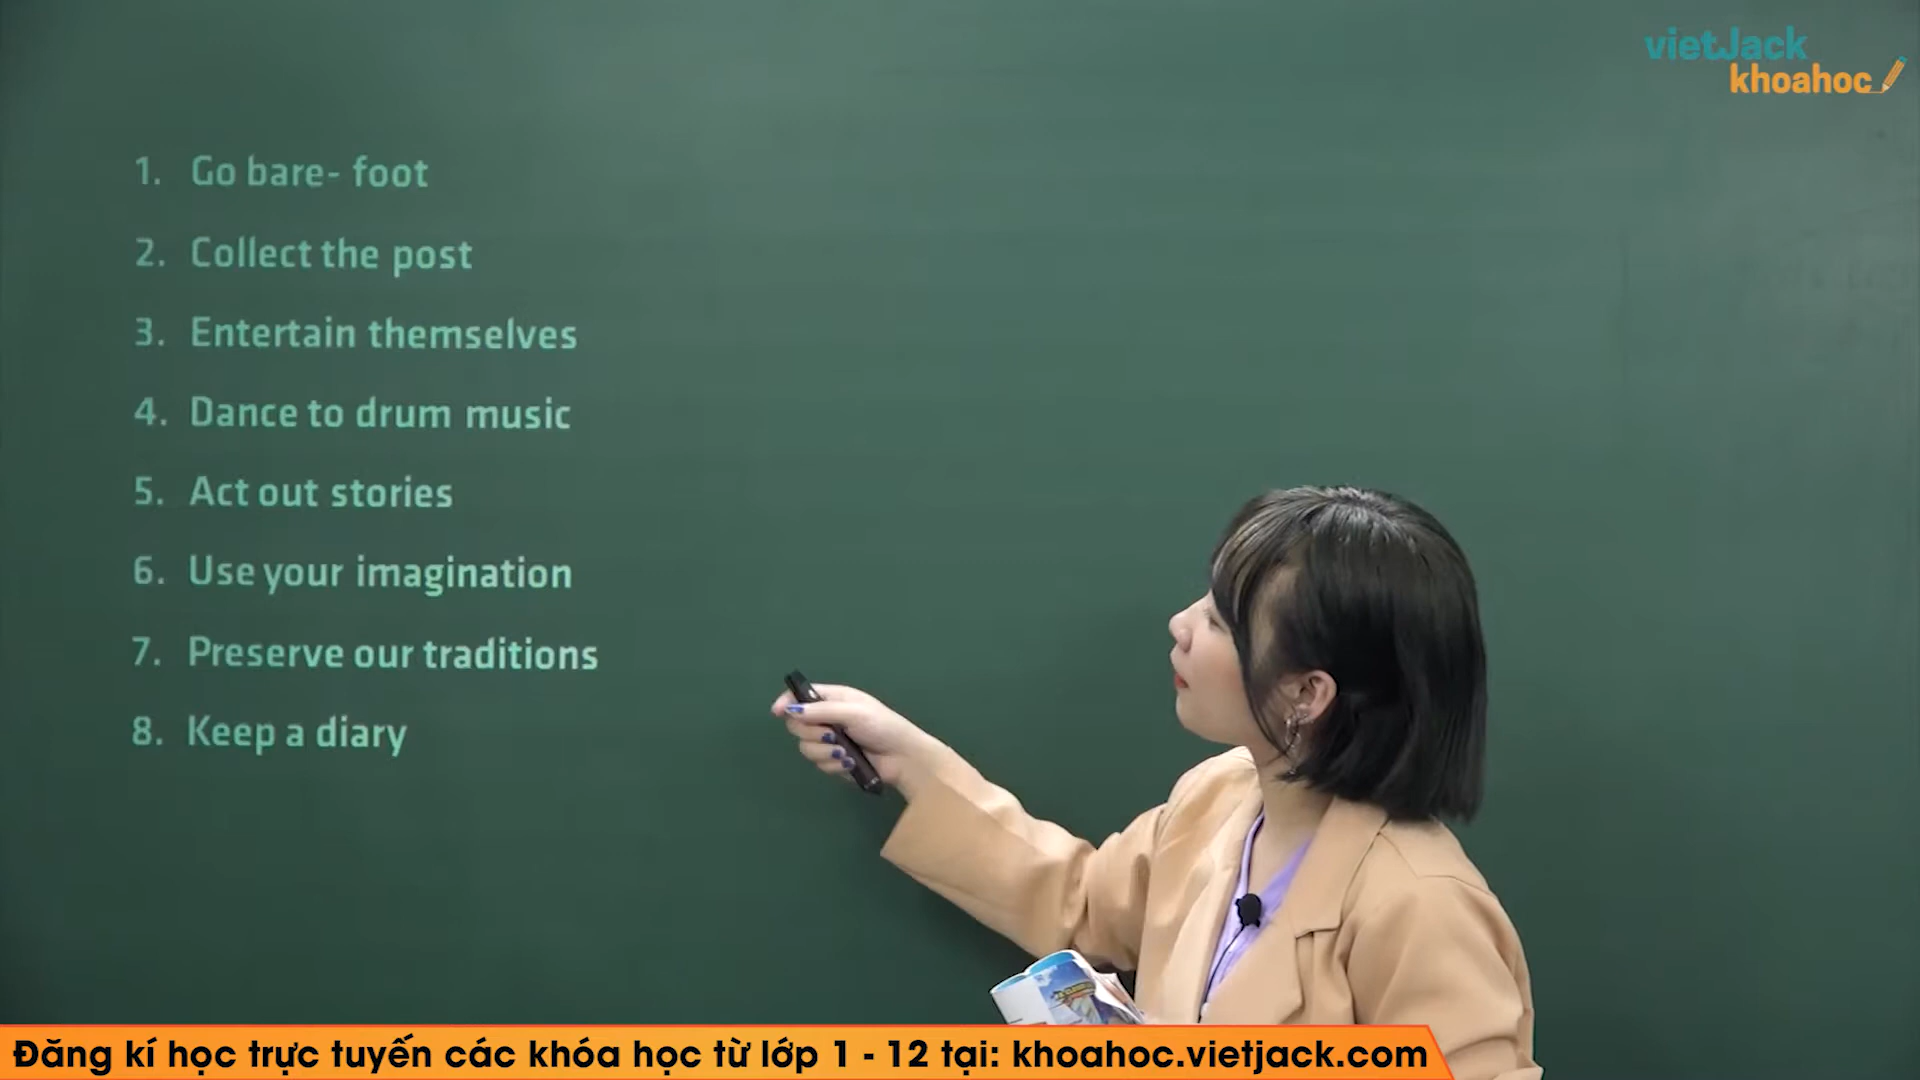 vietJack
khoahoc
1. Go bare- foot
2. Collect the post
3. Entertain themselves
4. Dance to drum music
5. Act out stories
6. Use your imagination
7. Preserve our traditions
8. Keep a diary
Đăng kí học trực tuyến các khóa học từ lớp 1 - 12 tại: khoahoc.vietjack.com